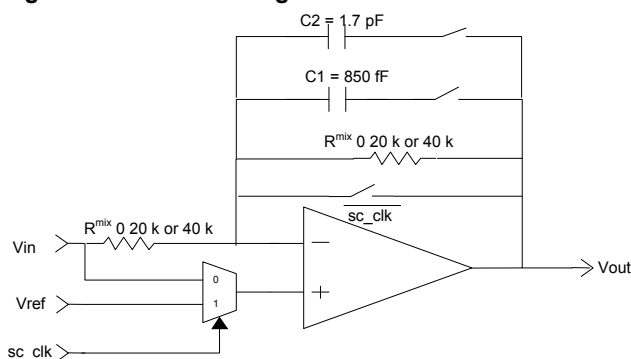 C2 = 1.7 pF
C1 = 850 fF
Rmix 0 20 k or 40 k
sc_clk
Rmix 0 20 k or 40 k
Vin
Vref
sc_clk
0
1
Vout